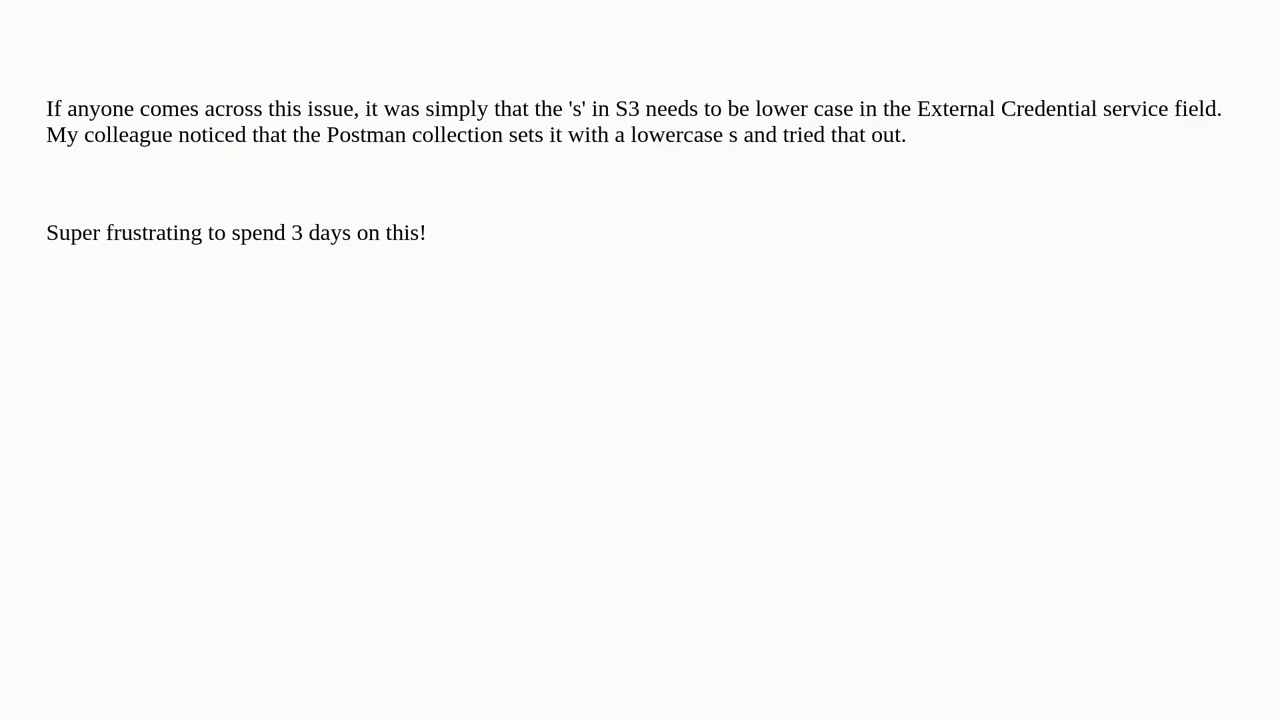 If anyone comes across this issue, it was simply that the 's' in S3 needs to be lower case in the External Credential service field.
My colleague noticed that the Postman collection sets it with a lowercase s and tried that out.
Super frustrating to spend 3 days on this!